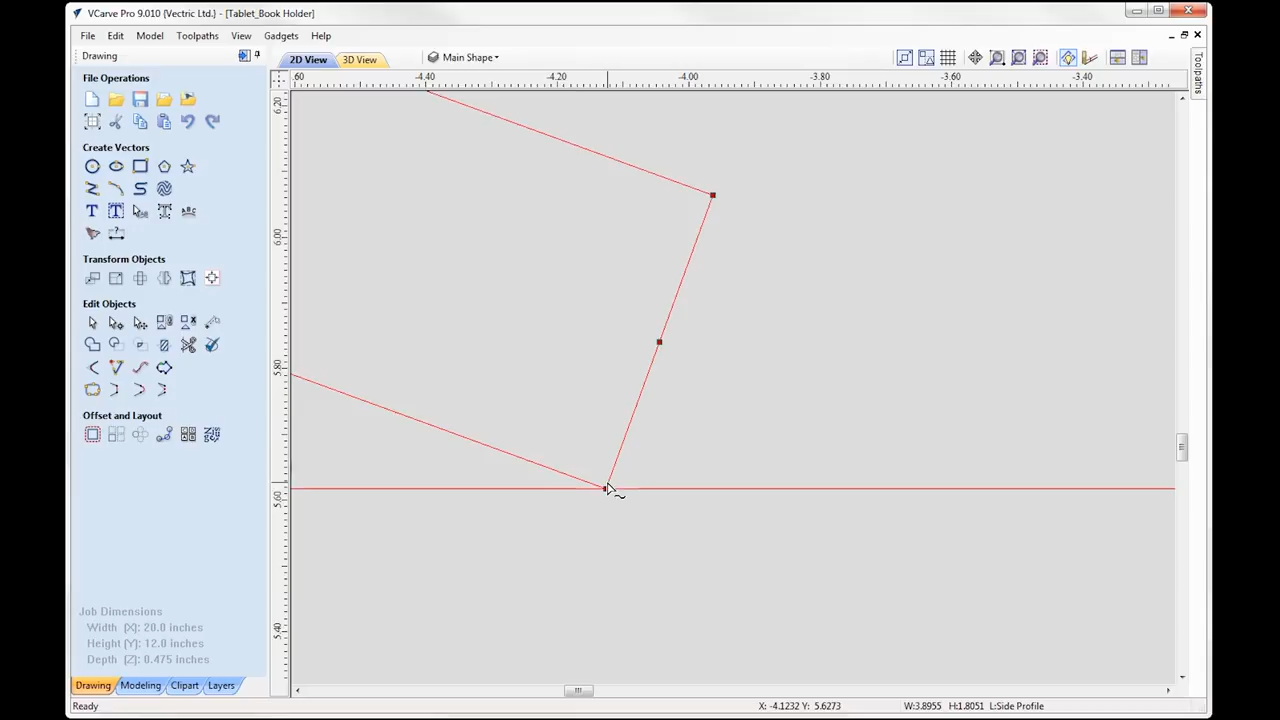 VCarve Pro 9.010 {Vectric Ltd.} - [Tablet_Book Holder]
File Edit Model Toolpaths View Gadgets Help
Drawing
2D View 3D View Main Shape
Toolpaths
File Operations
Create Vectors
Transform Objects
Edit Objects
Offset and Layout
.60 -4.40 -4.20 -4.00 -3.80 -3.60 -3.40
6.20
6.00
5.80
5.60
5.40
Job Dimensions
Width (X): 20.0 inches
Height (Y): 12.0 inches
Depth (Z): 0.475 inches
Drawing Modeling Clipart Layers
Ready
X: -4.1232 Y: 5.6273
W:3.8955 H:1.8051 L:Side Profile